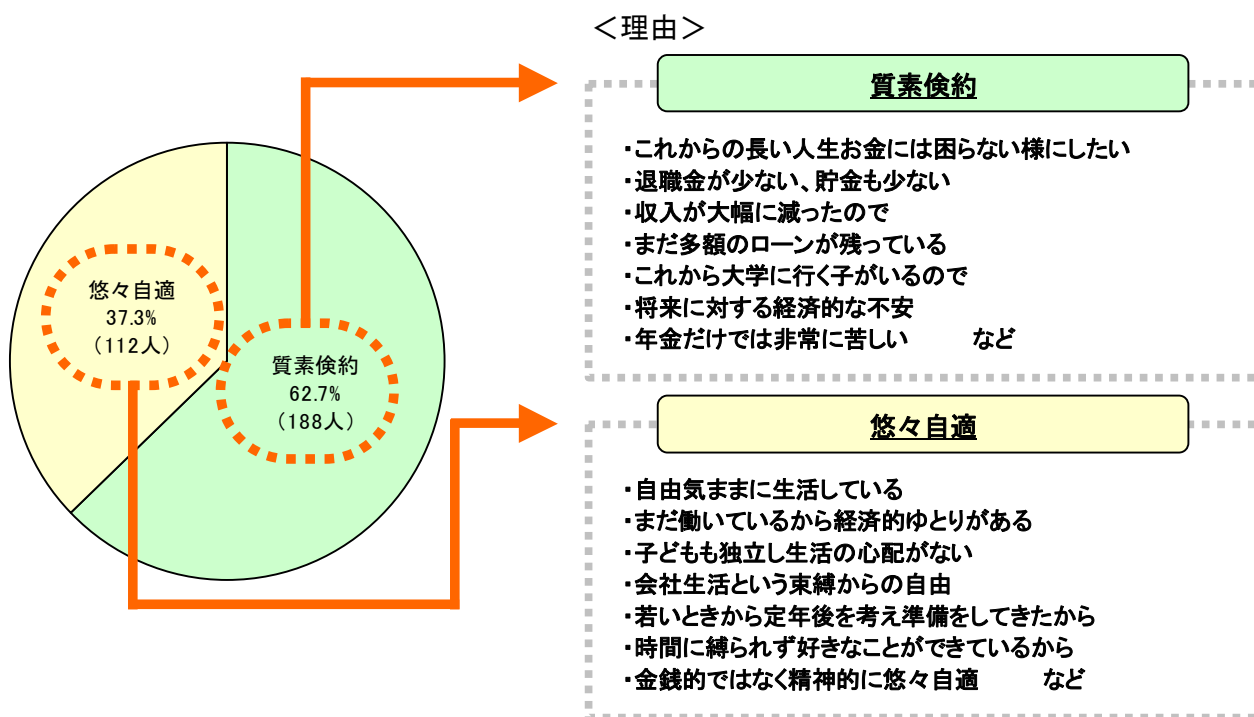 ＜理由＞
質素倹約
・これからの長い人生お金には困らない様にしたい
・退職金が少ない、貯金も少ない
・収入が大幅に減ったので
・まだ多額のローンが残っている
・これから大学に行く子がいるので
・将来に対する経済的な不安
・年金だけでは非常に苦しい　　など
悠々自適
37.3%
（112人）
質素倹約
62.7%
（188人）
悠々自適
・自由気ままに生活している
・まだ働いているから経済的ゆとりがある
・子どもも独立し生活の心配がない
・会社生活という束縛からの自由
・若いときから定年後を考え準備をしてきたから
・時間に縛られず好きなことができているから
・金銭的ではなく精神的に悠々自適　　など